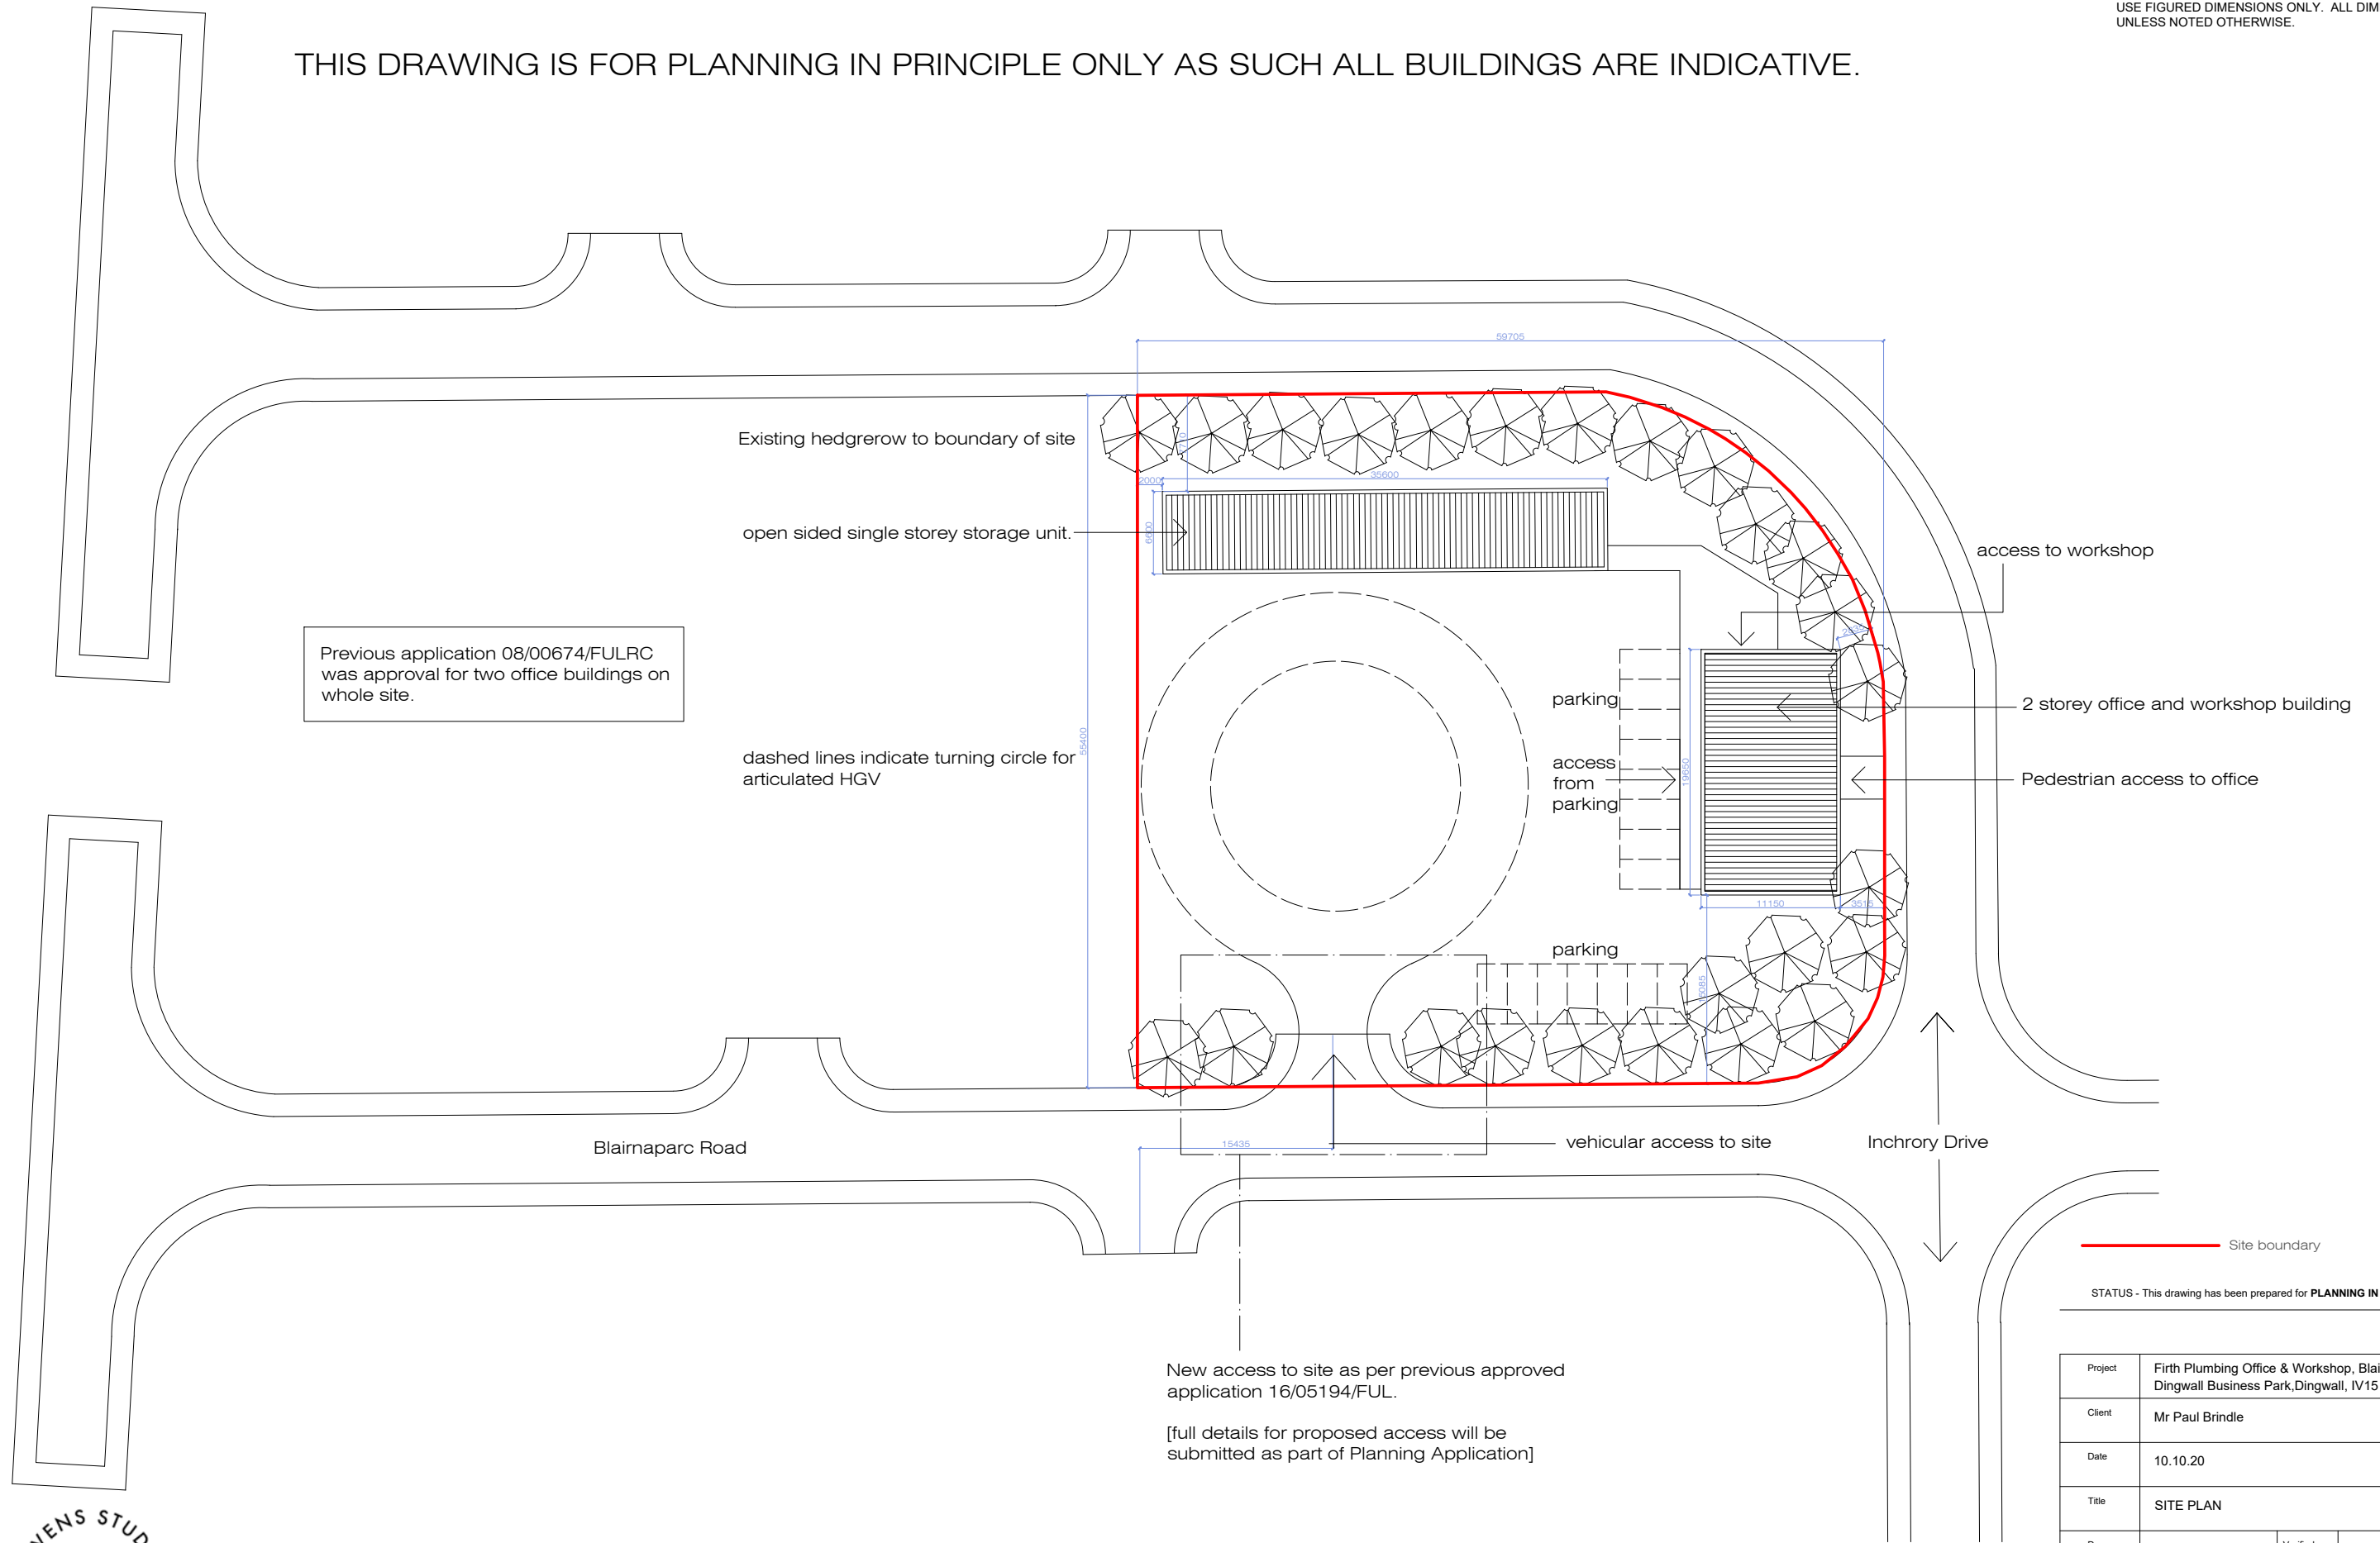 USE FIGURED DIMENSIONS ONLY. ALL DIM
UNLESS NOTED OTHERWISE.
THIS DRAWING IS FOR PLANNING IN PRINCIPLE ONLY AS SUCH ALL BUILDINGS ARE INDICATIVE.
59705
Existing hedgrerow to boundary of site
2000
35600
open sided single storey storage unit.
6600
access to workshop
Previous application 08/00674/FULRC
was approval for two office buildings on
whole site.
parking
2 storey office and workshop building
dashed lines indicate turning circle for
articulated HGV
55400
access
from
parking
19650
Pedestrian access to office
11150
3515
parking
Blairnaparc Road
15435
vehicular access to site
Inchrory Drive
Site boundary
STATUS - This drawing has been prepared for PLANNING IN
New access to site as per previous approved
application 16/05194/FUL.
[full details for proposed access will be
submitted as part of Planning Application]
Project
Firth Plumbing Office & Workshop, Blai
Dingwall Business Park,Dingwall, IV15
Client
Mr Paul Brindle
Date
10.10.20
Title
SITE PLAN